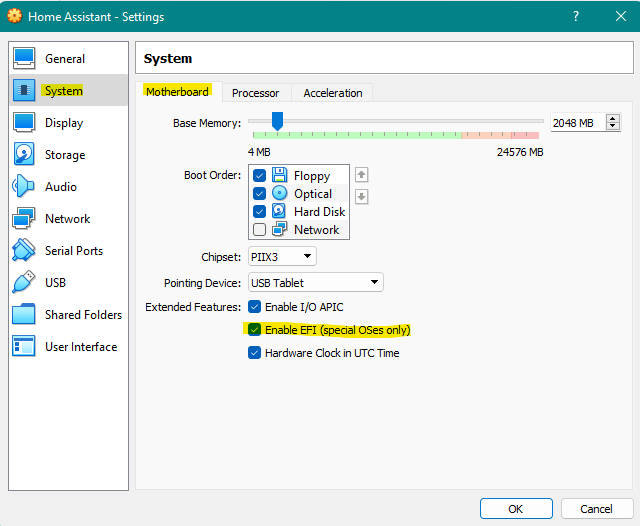 Home Assistant - Settings
General
System
Display
Storage
Audio
Network
Serial Ports
USB
Shared Folders
User Interface
System
Motherboard Processor Acceleration
Base Memory: 2048 MB
4 MB 24576 MB
Boot Order: Floppy
Optical
Hard Disk
Network
Chipset: PIIX3
Pointing Device: USB Tablet
Extended Features: Enable I/O APIC
Enable EFI (special OSes only)
Hardware Clock in UTC Time
OK Cancel